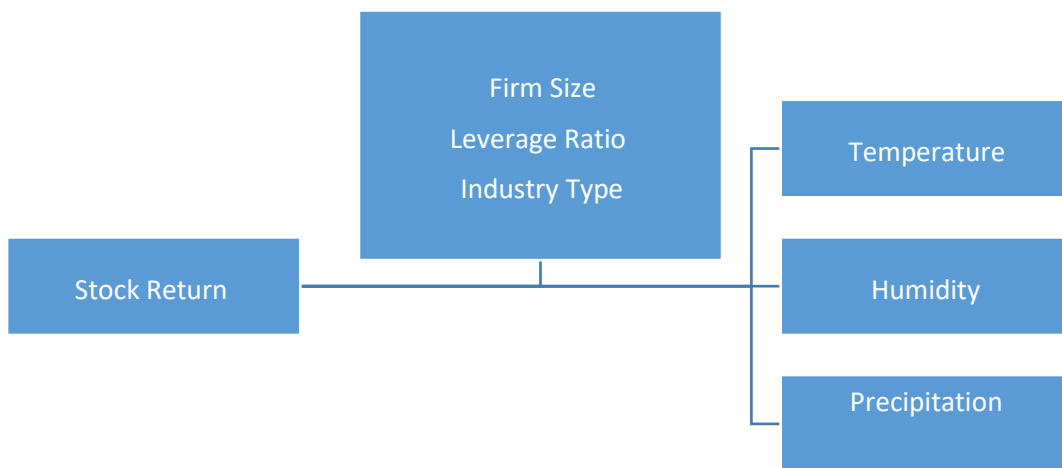 Firm Size
Leverage Ratio
Industry Type
Temperature
Stock Return
Humidity
Precipitation